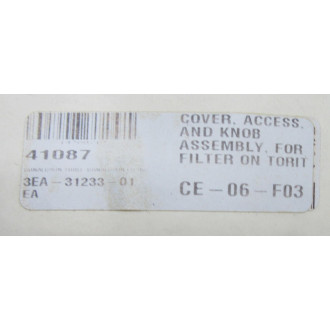 41087
3EA-31233-01
EA
COVER, ACCESS,
AND KNOB
ASSEMBLY, FOR
FILTER ON TORIT
CE-06-F03